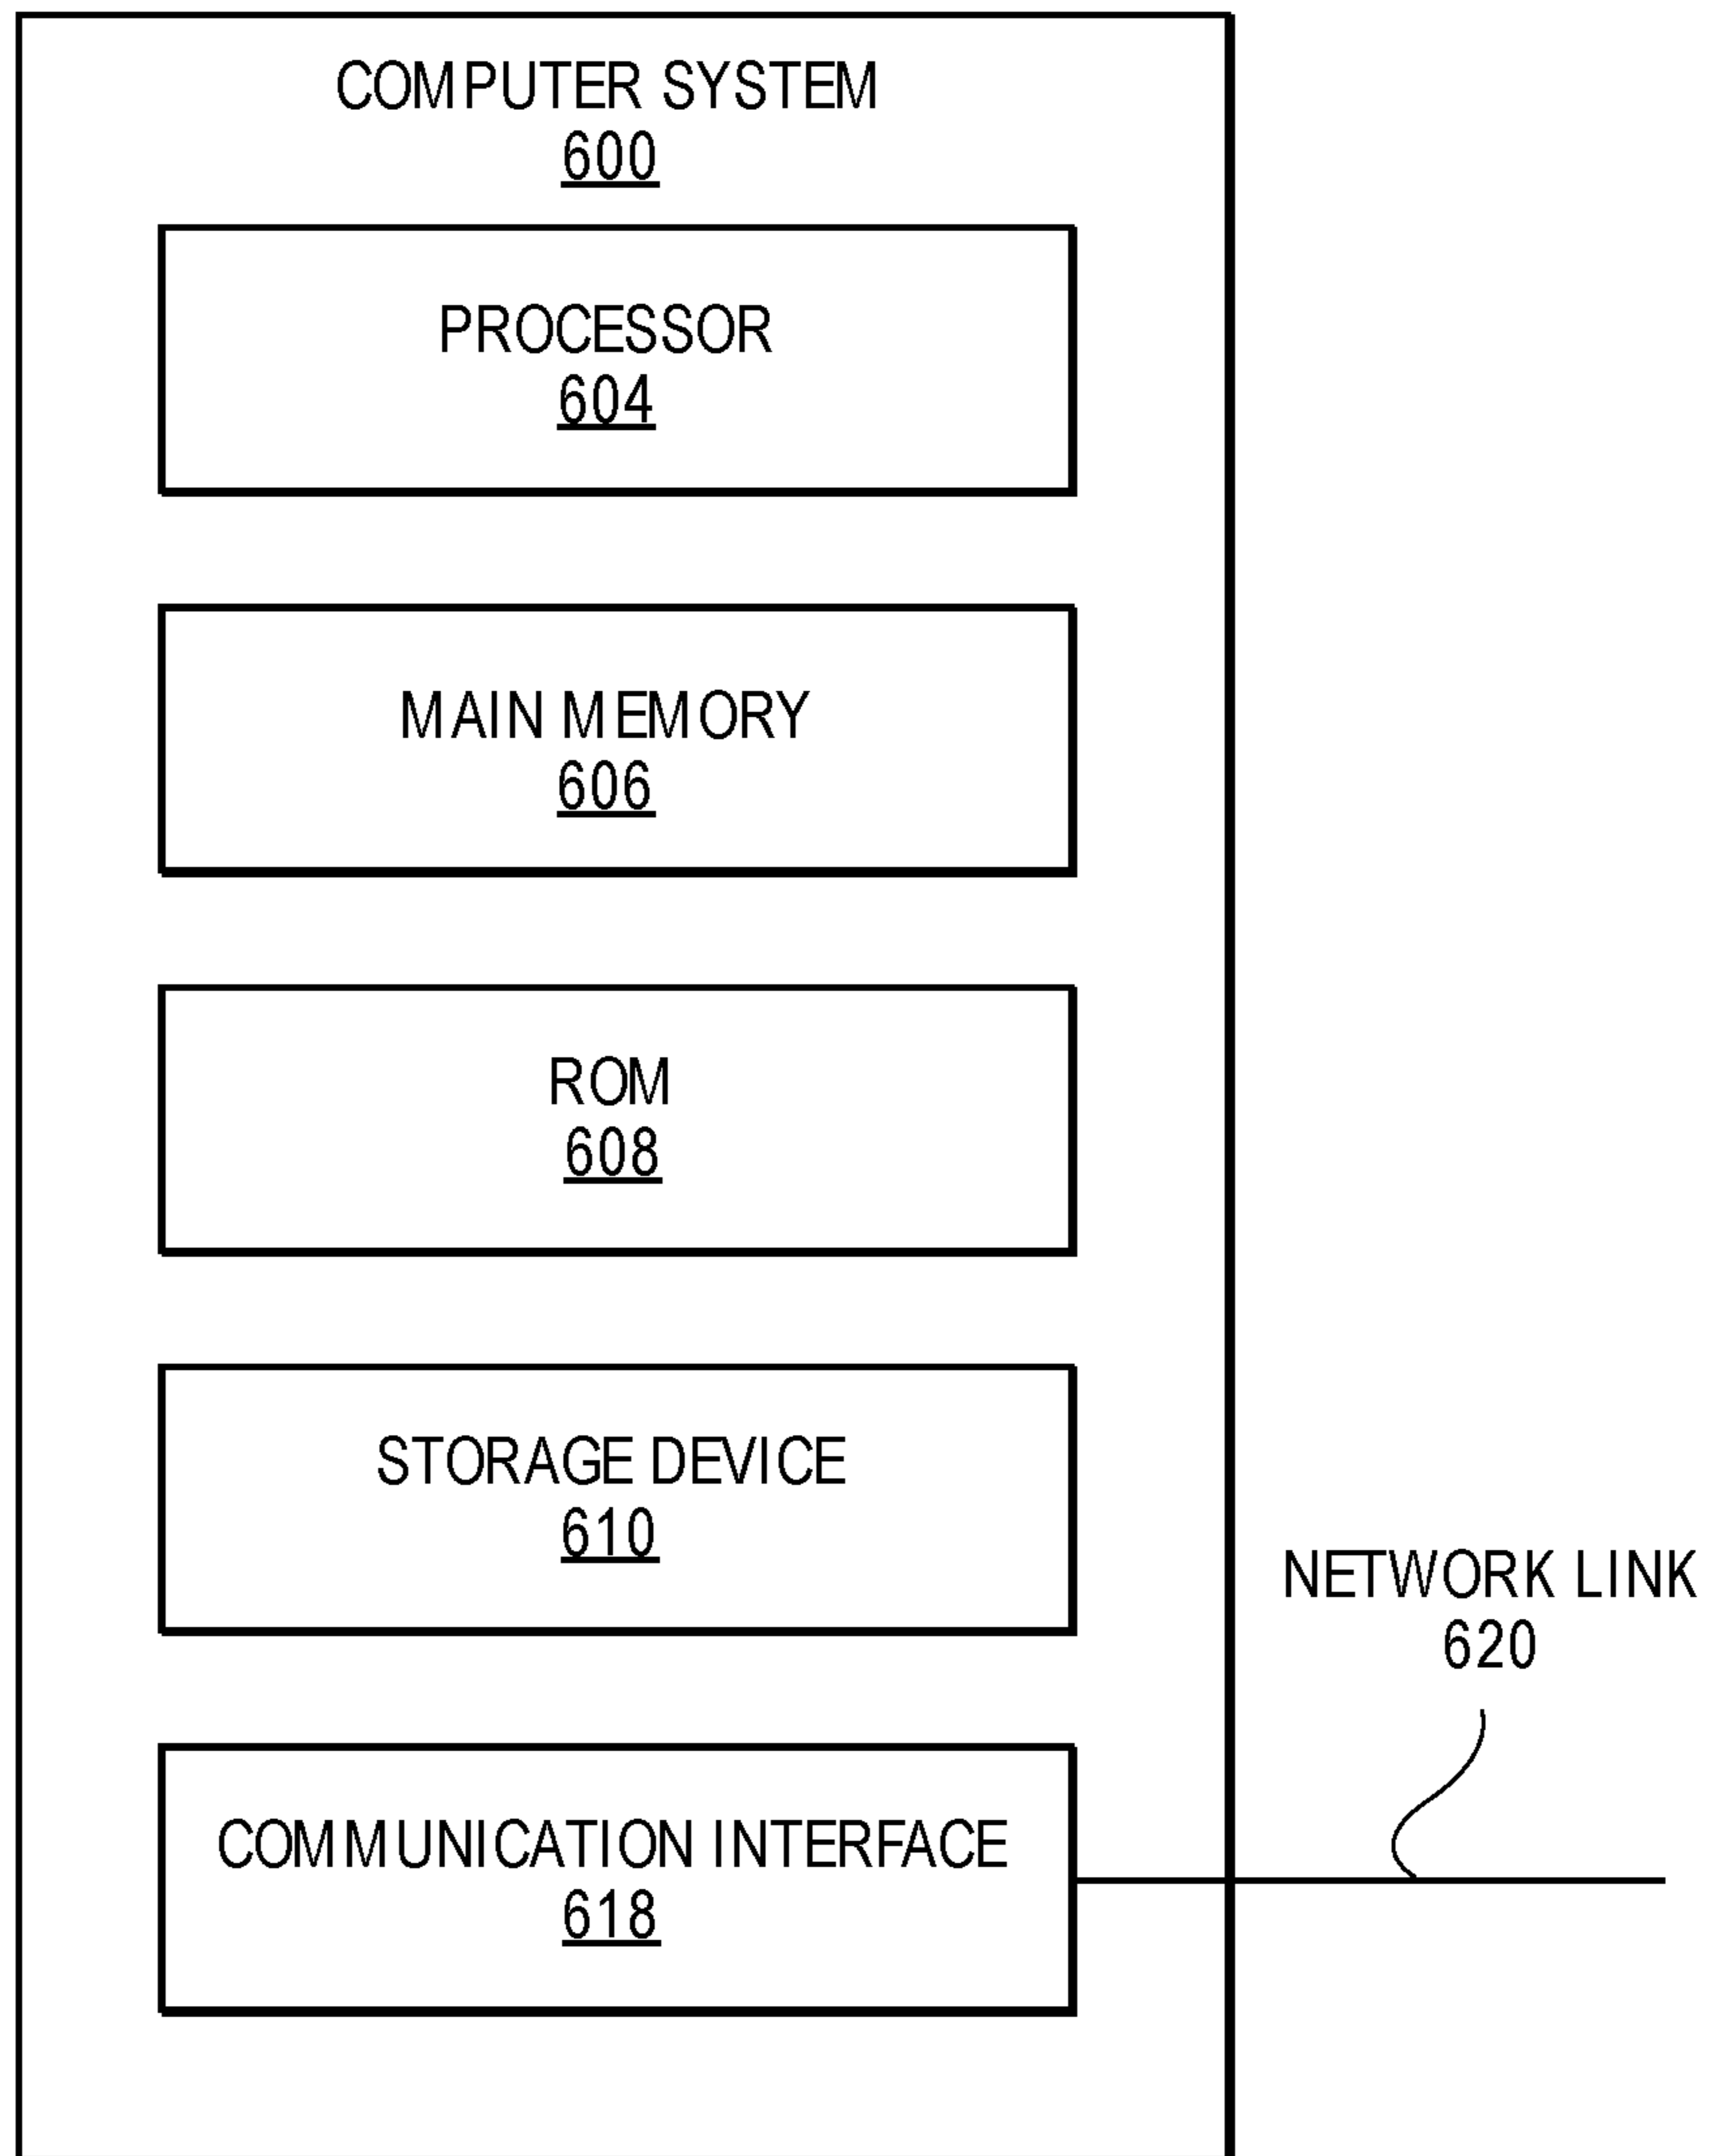 COMPUTER SYSTEM
600
PROCESSOR
604
MAIN MEMORY
606
ROM
608
STORAGE DEVICE
610
NETWORK LINK
620
COMMUNICATION INTERFACE
618